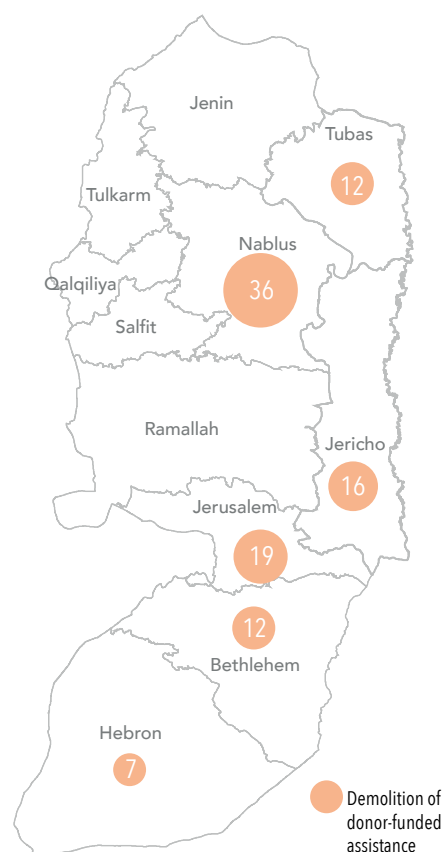 Jenin
Tubas
12
Tulkarm
Nablus
36
Qalqiliya
Salfit
Ramallah
Jericho
16
Jerusalem
19
12
Bethlehem
Hebron
7
Demolition of
donor-funded
assistance